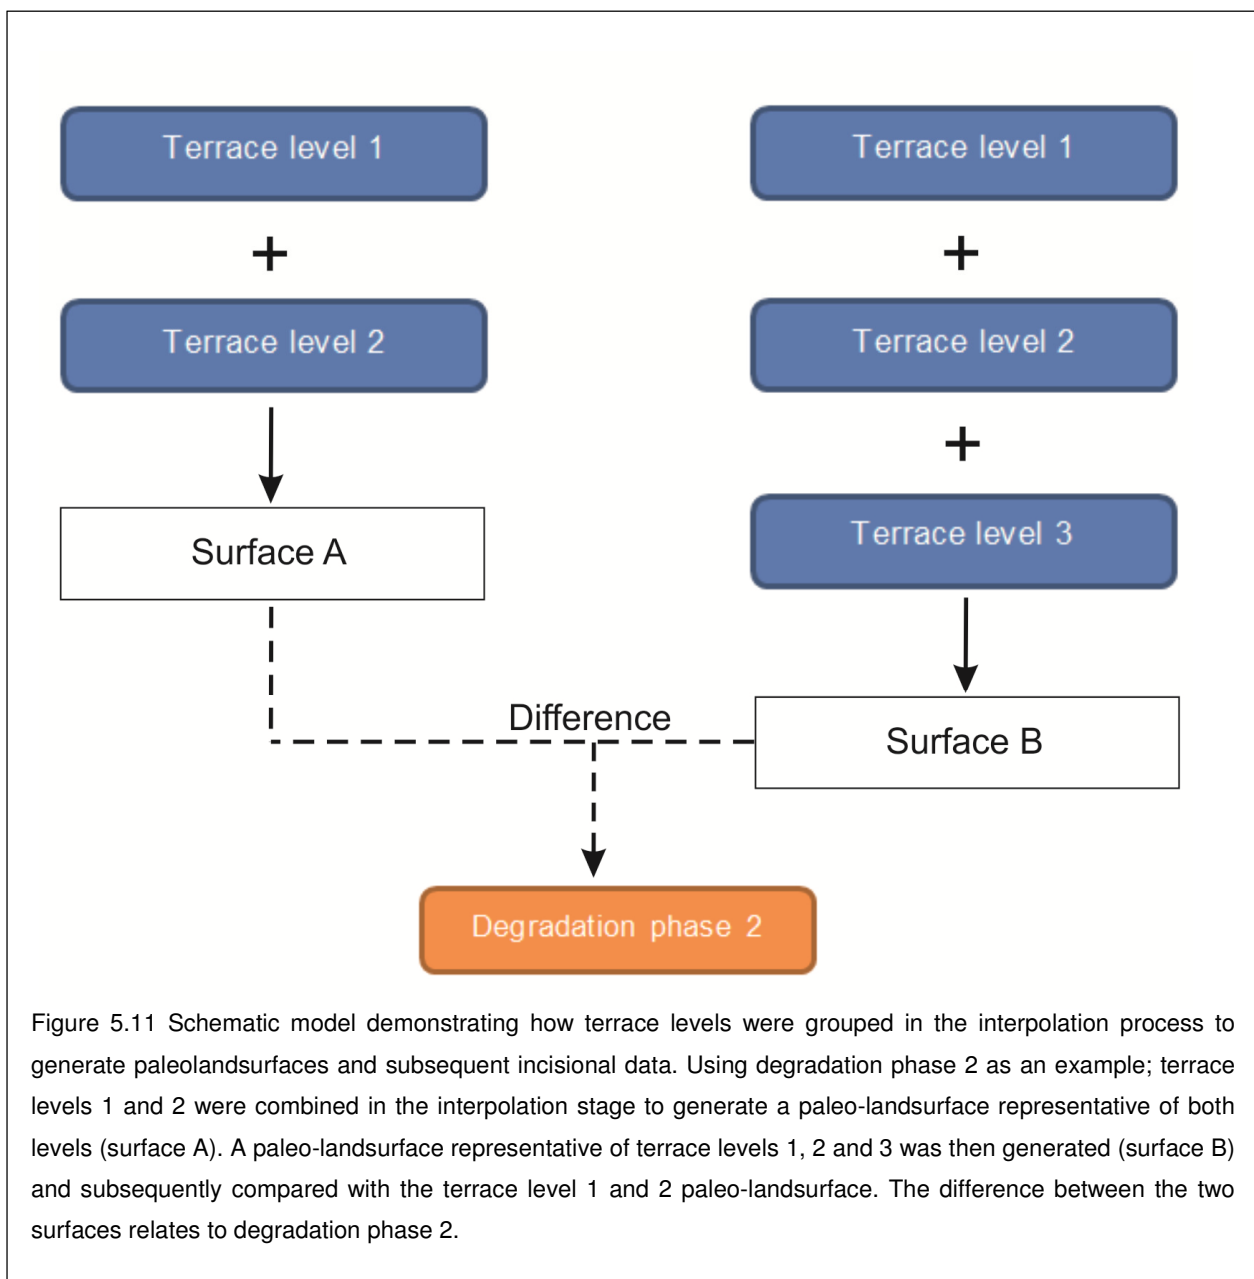 Terrace level 1
+
Terrace level 2
Surface A
Terrace level 1
+
Terrace level 2
+
Terrace level 3
Surface B
Difference
Degradation phase 2
Figure 5.11 Schematic model demonstrating how terrace levels were grouped in the interpolation process to
generate paleolandsurfaces and subsequent incisional data. Using degradation phase 2 as an example; terrace
levels 1 and 2 were combined in the interpolation stage to generate a paleo-landsurface representative of both
levels (surface A). A paleo-landsurface representative of terrace levels 1, 2 and 3 was then generated (surface B)
and subsequently compared with the terrace level 1 and 2 paleo-landsurface. The difference between the two
surfaces relates to degradation phase 2.